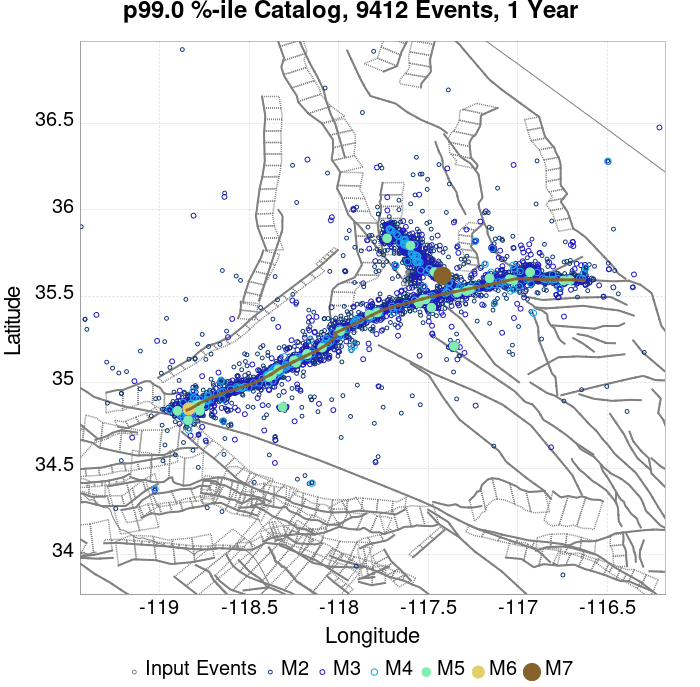 p99.0 %-ile Catalog, 9412 Events, 1 Year
36.5
36
35.5
35
34.5
34
Latitude
-119 -118.5 -118 -117.5 -117 -116.5
Longitude
Input Events M2 M3 M4 M5 M6 M7